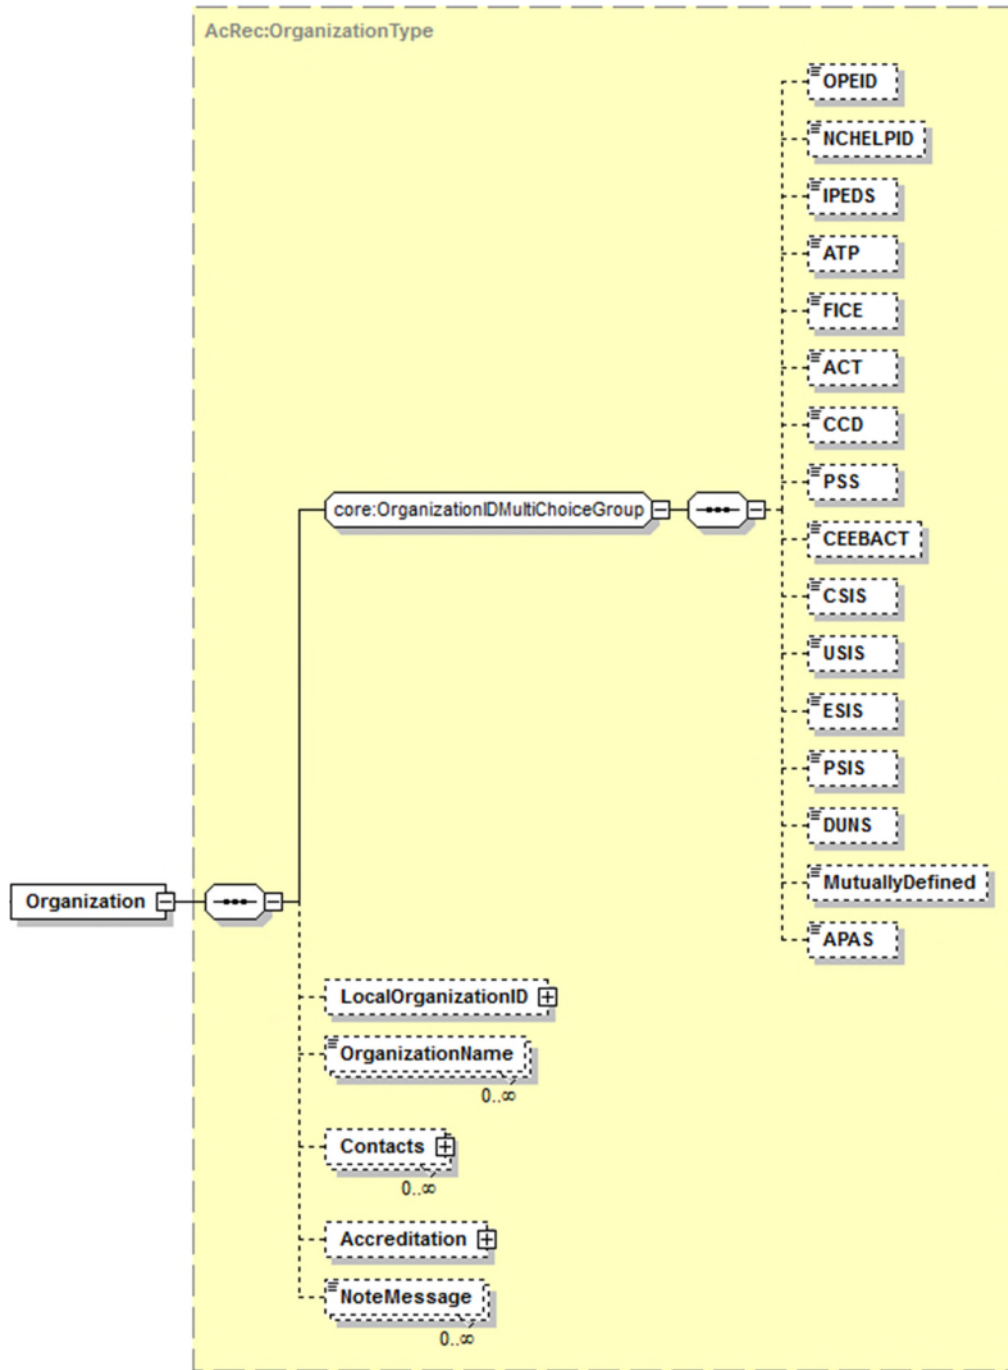 AcRec:OrganizationType
OPEID
NCHELPID
IPEDS
ATP
FICE
ACT
CCD
PSS
core:OrganizationIDMultiChoiceGroup
CEEBACT
CSIS
USIS
ESIS
PSIS
DUNS
MutuallyDefined
Organization
APAS
LocalOrganizationID
OrganizationName
0..∞
Contacts
0..∞
Accreditation
NoteMessage
0..∞